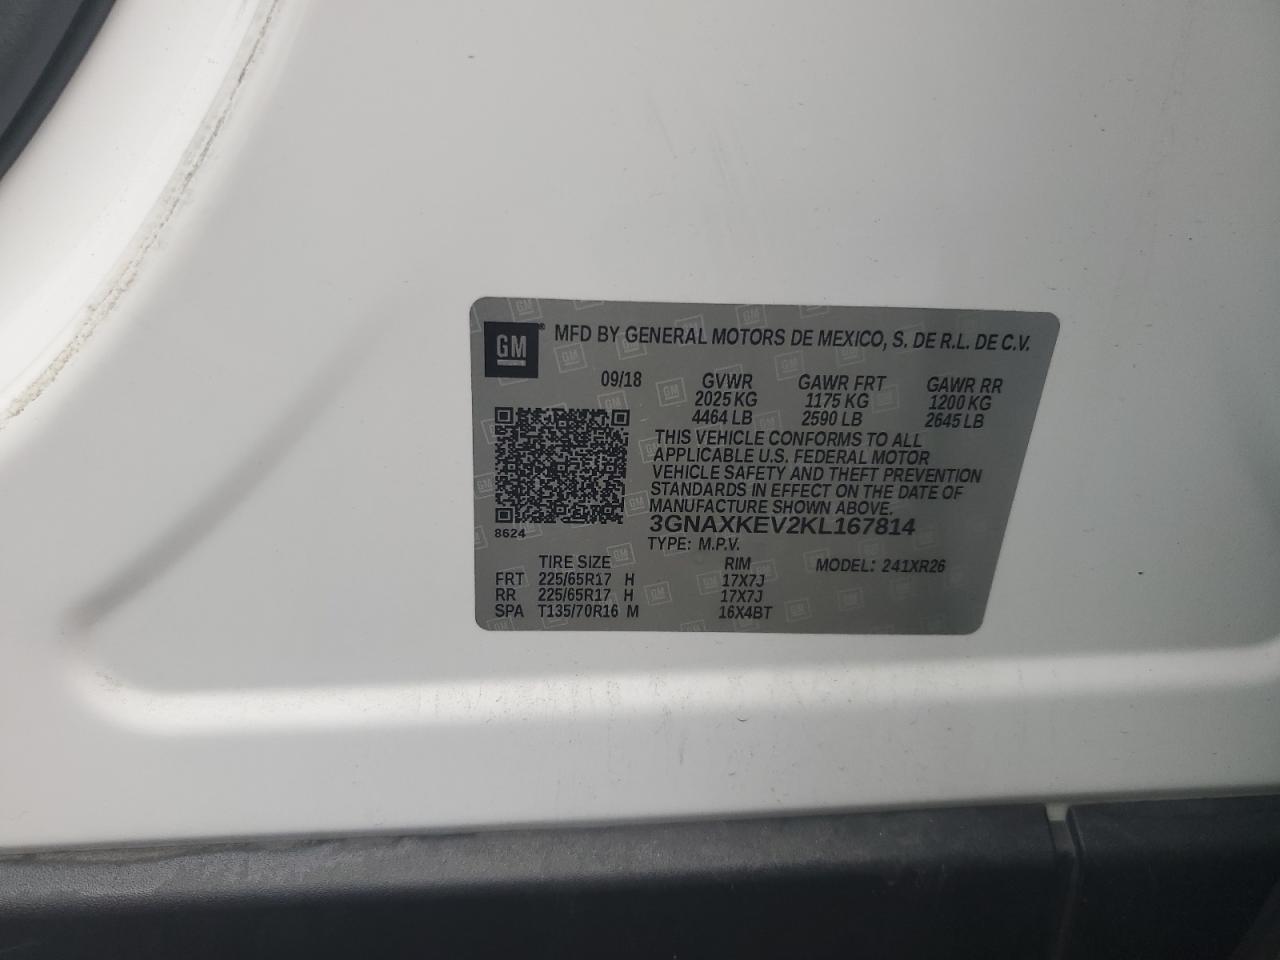 GM ® MFD BY GENERAL MOTORS DE MEXICO, S. DE R.L. DE C.V.
09/18 GVWR GAWR FRT GAWR RR
2025 KG 1175 KG 1200 KG
4464 LB 2590 LB 2645 LB
THIS VEHICLE CONFORMS TO ALL
APPLICABLE U.S. FEDERAL MOTOR
VEHICLE SAFETY AND THEFT PREVENTION
STANDARDS IN EFFECT ON THE DATE OF
MANUFACTURE SHOWN ABOVE.
3GNAXKEV2KL167814
8624
TYPE: M.P.V.
TIRE SIZE RIM MODEL: 241XR26
FRT 225/65R17 H 17X7J
RR 225/65R17 H 17X7J
SPA T135/70R16 M 16X4BT